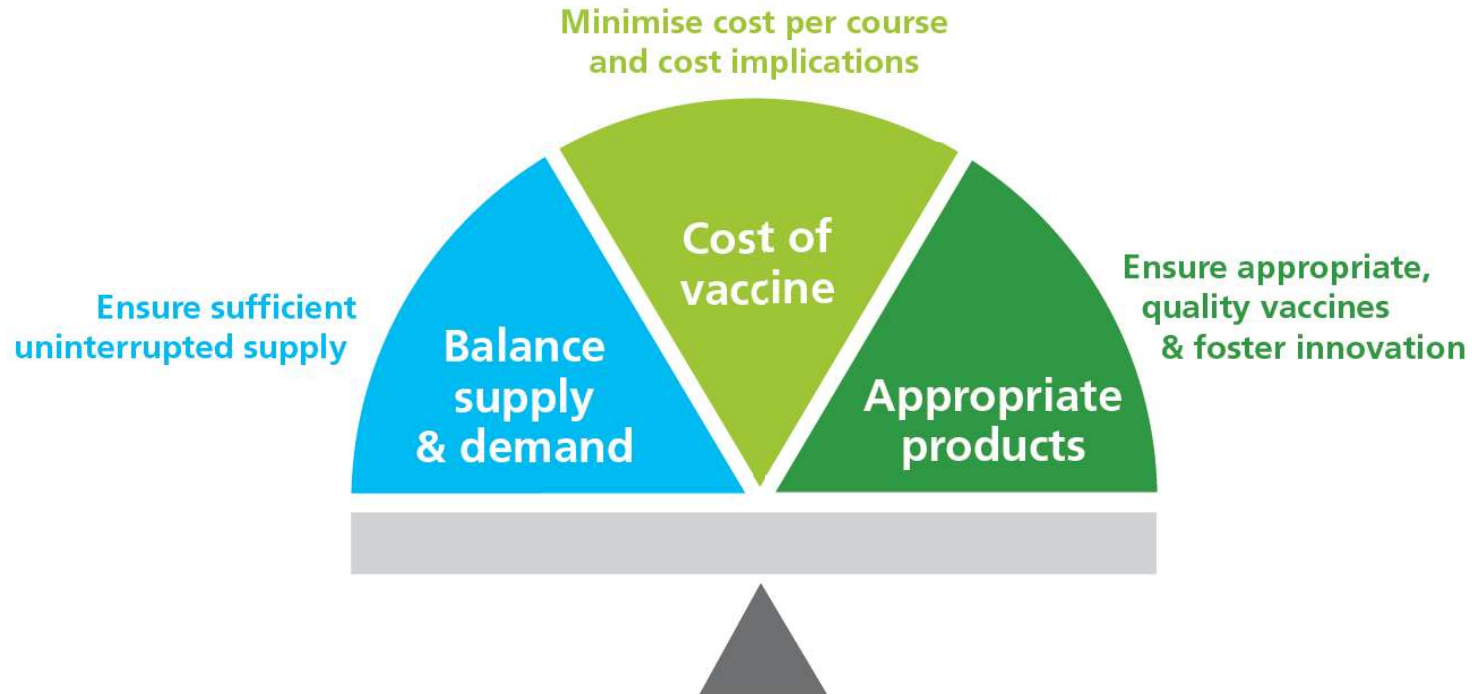 Minimise cost per course
and cost implications
Cost of
vaccine
Ensure sufficient
uninterrupted supply
Balance
supply
& demand
Ensure appropriate,
quality vaccines
& foster innovation
Appropriate
products